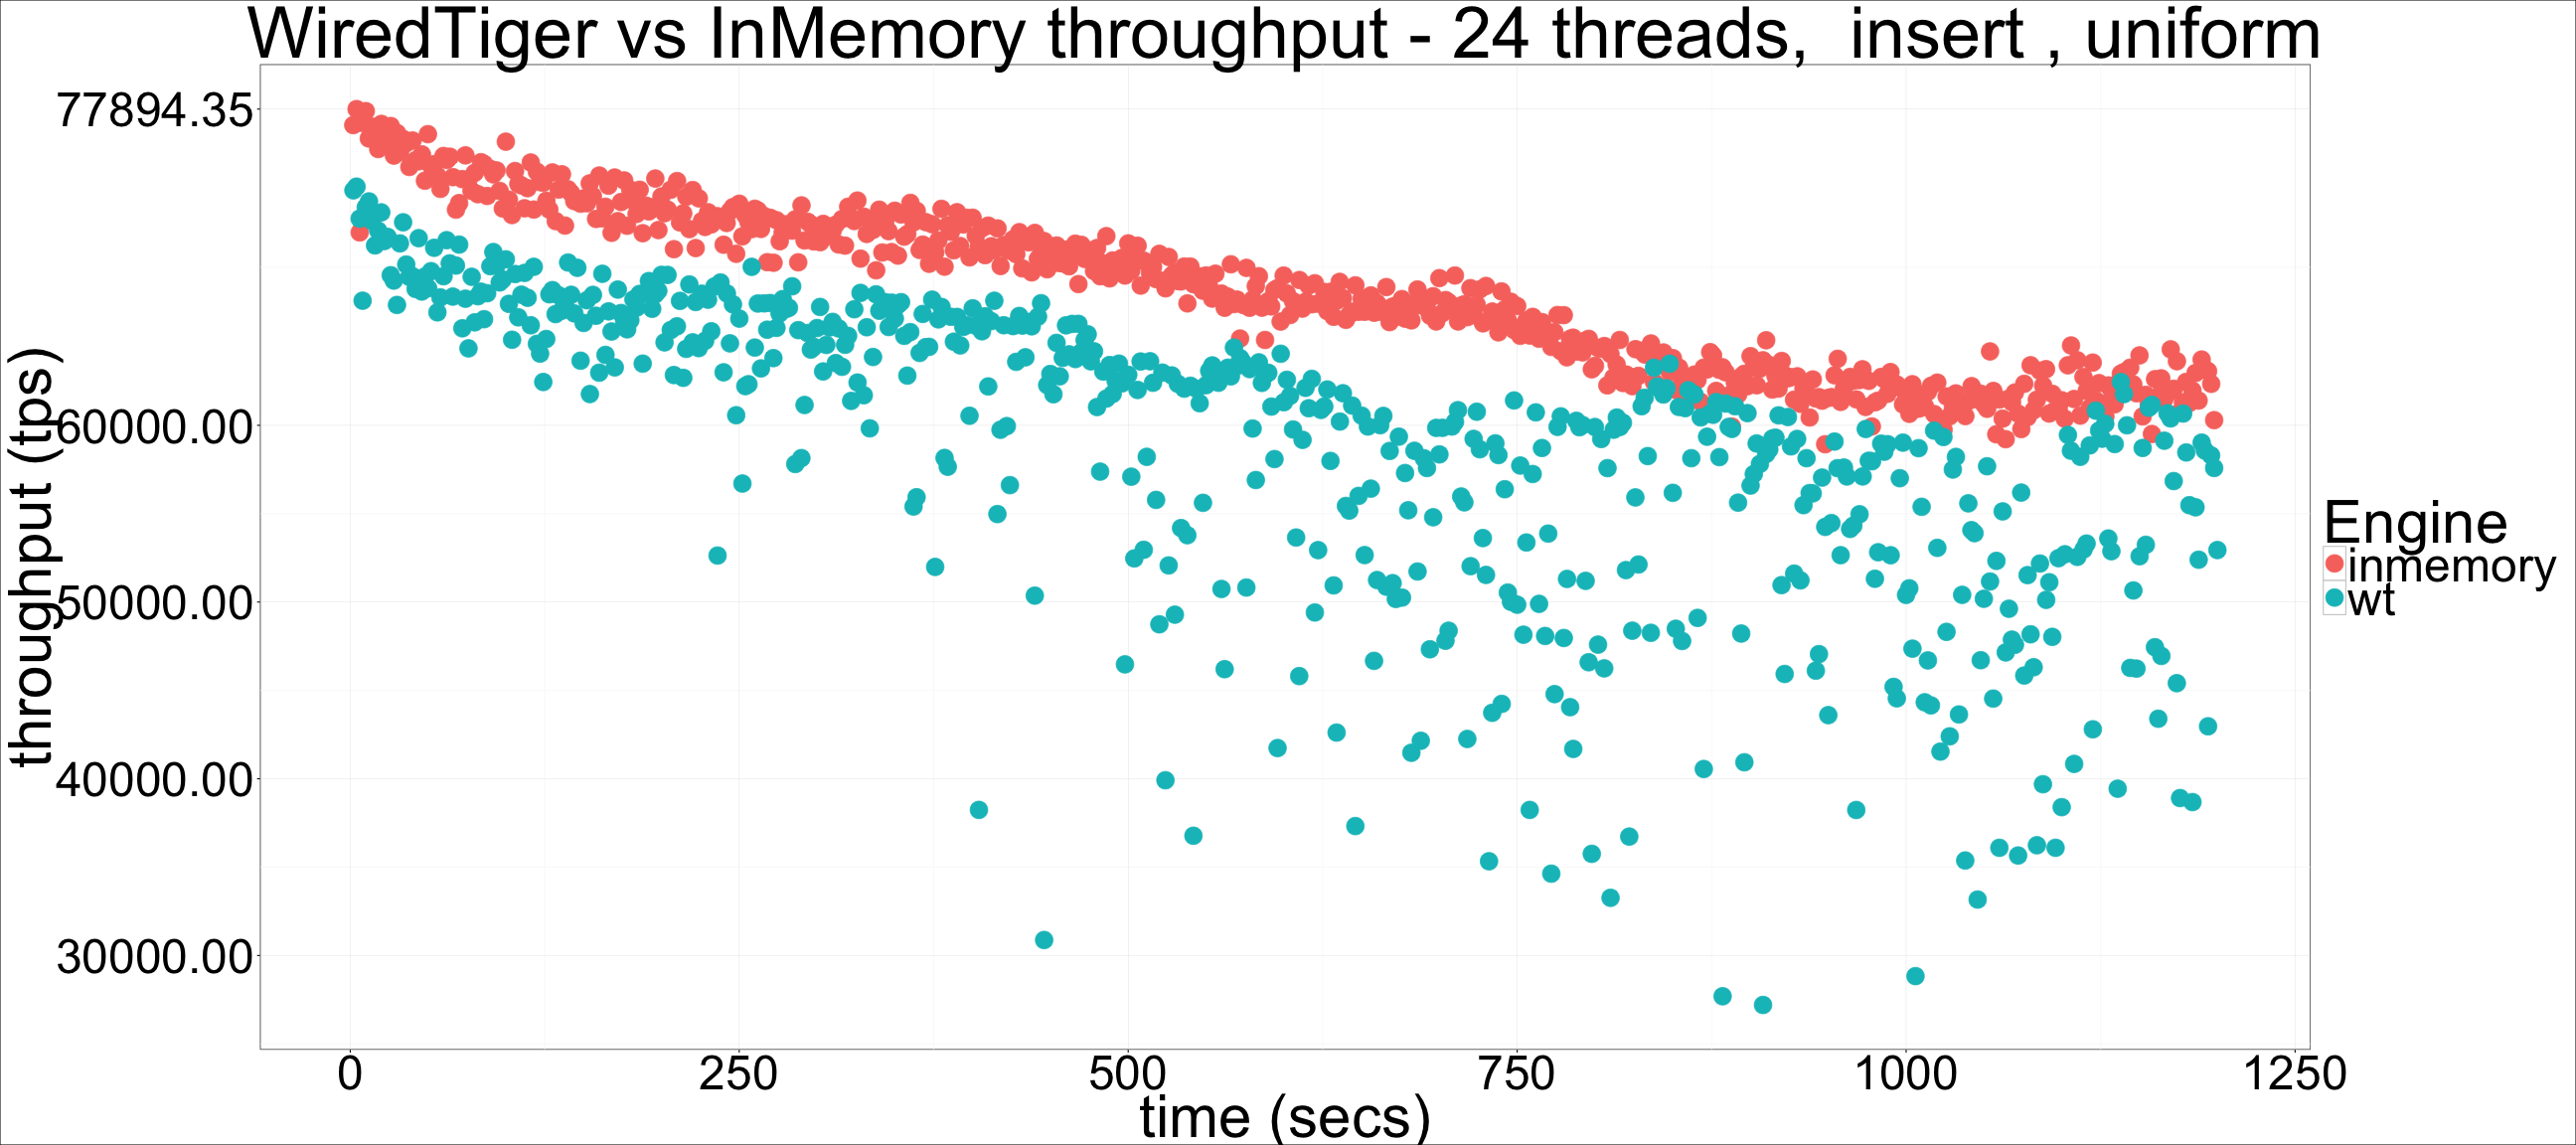 WiredTiger vs InMemory throughput - 24 threads,  insert , uniform
throughput (tps)
77894.35
60000.00
50000.00
40000.00
30000.00
0 250 500 750 1000 1250
time (secs)
Engine
inmemory
wt